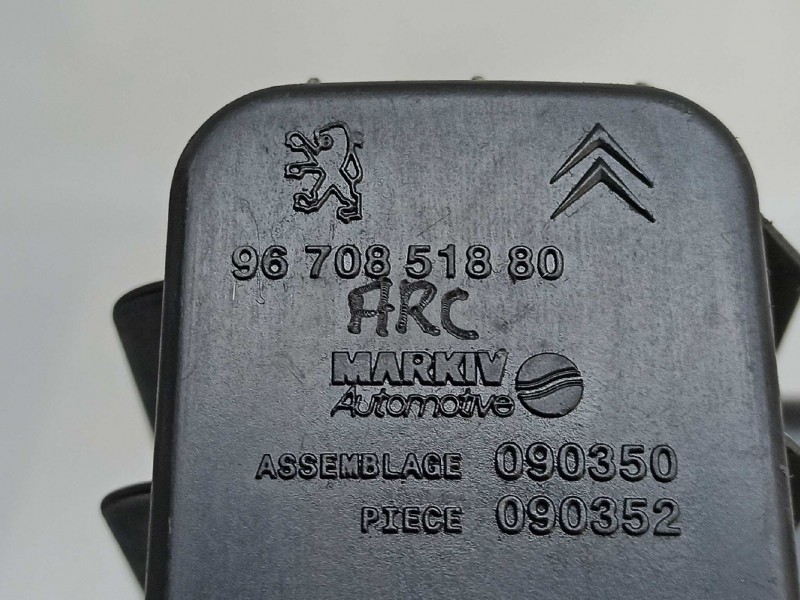 96 708 518 80
ARC
MARKIV
Automotive
ASSEMBLAGE 090350
PIECE 090352